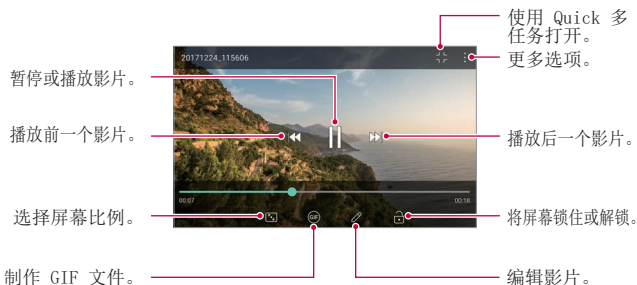 使用 Quick 多
任务打开。
更多选项。
20171224_115606
暂停或播放影片。
播放前一个影片。
播放后一个影片。
00:07
00:18
选择屏幕比例。
GIF
将屏幕锁住或解锁。
制作 GIF 文件。
编辑影片。